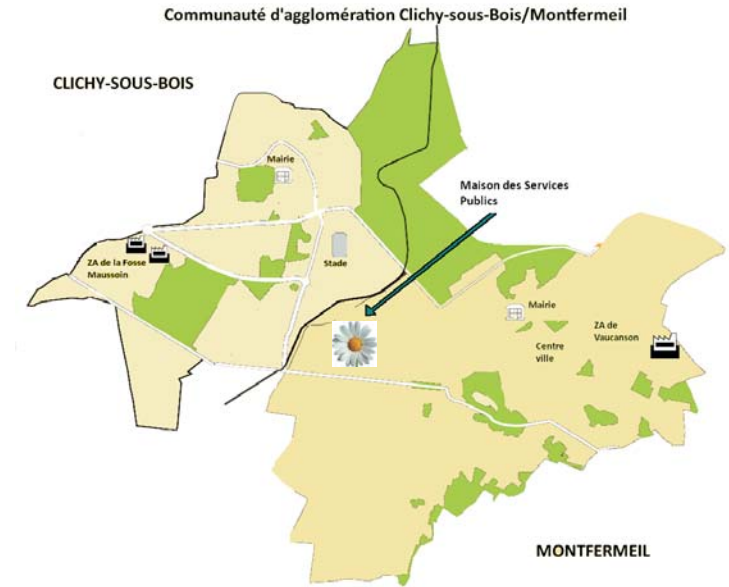 Communauté d'agglomération Clichy-sous-Bois/Montfermeil
CLICHY-SOUS-BOIS
Mairie
Maison des Services
Publics
ZA de la Fosse
Maussoin
Stade
Mairie
ZA de
Vaucanson
Centre
ville
MONTFERMEIL